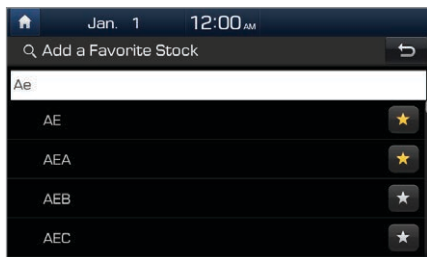 Jan. 1 12:00 AM
Add a Favorite Stock
Ae
AE
AEA
AEB
AEC